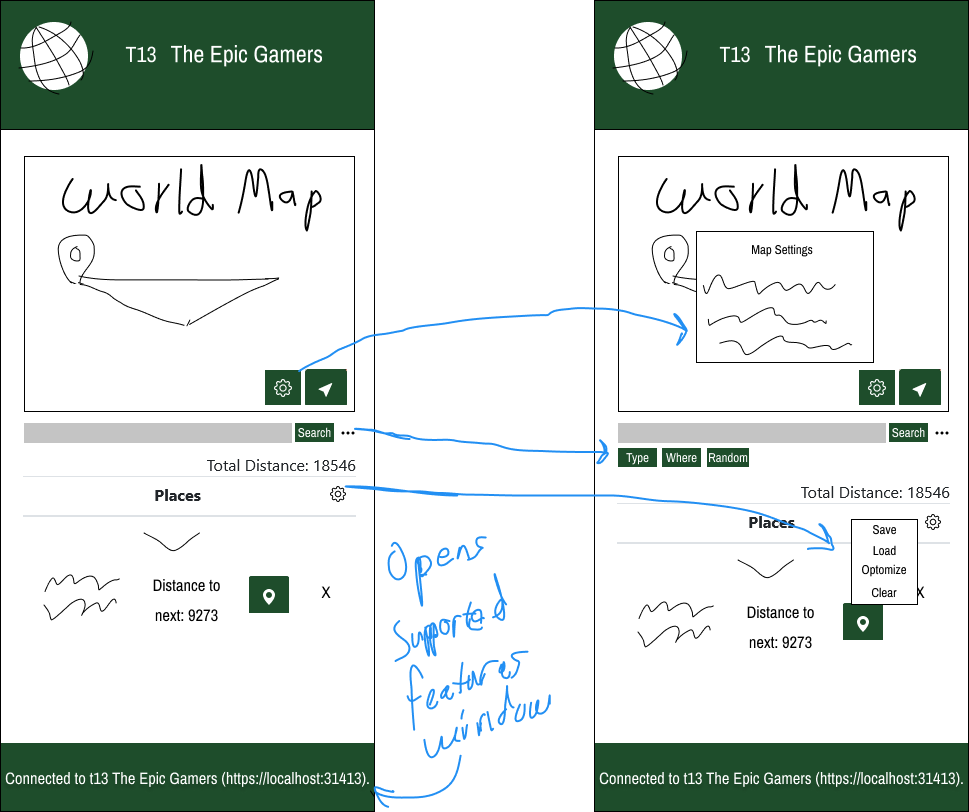 T13 The Epic Gamers
World Map
Search •••
Total Distance: 18546
Places
Distance to
next: 9273
X
Connected to t13 The Epic Gamers (https://localhost:31413).
Opens
Supported
features
window
T13 The Epic Gamers
World Map
Map Settings
Search •••
Type Where Random
Total Distance: 18546
Places
Save
Load
Optomize
Clear
X
Distance to
next: 9273
Connected to t13 The Epic Gamers (https://localhost:31413).